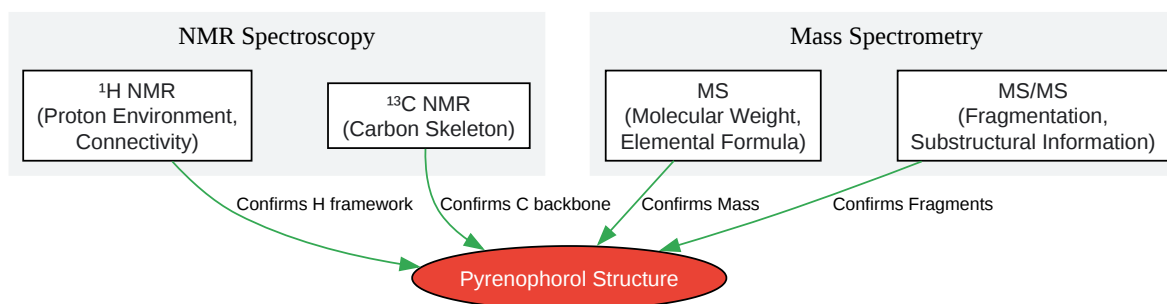 NMR Spectroscopy
Mass Spectrometry
¹H NMR
(Proton Environment,
Connectivity)
¹³C NMR
(Carbon Skeleton)
MS
(Molecular Weight,
Elemental Formula)
MS/MS
(Fragmentation,
Substructural Information)
Confirms H framework
Confirms C backbone
Confirms Mass
Confirms Fragments
Pyrenophorol Structure